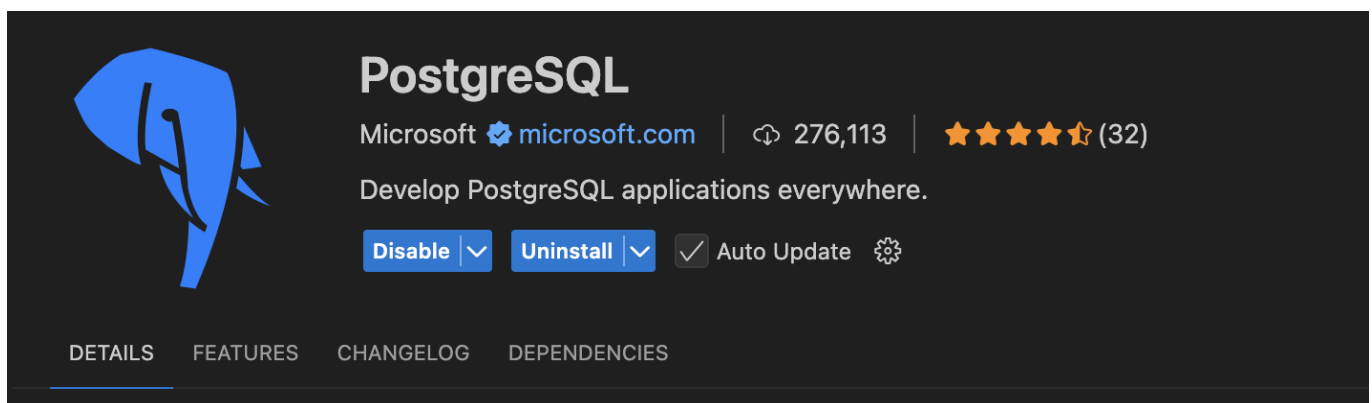 PostgreSQL
Microsoft microsoft.com 276,113 (32)
Develop PostgreSQL applications everywhere.
Disable Uninstall Auto Update
DETAILS FEATURES CHANGELOG DEPENDENCIES